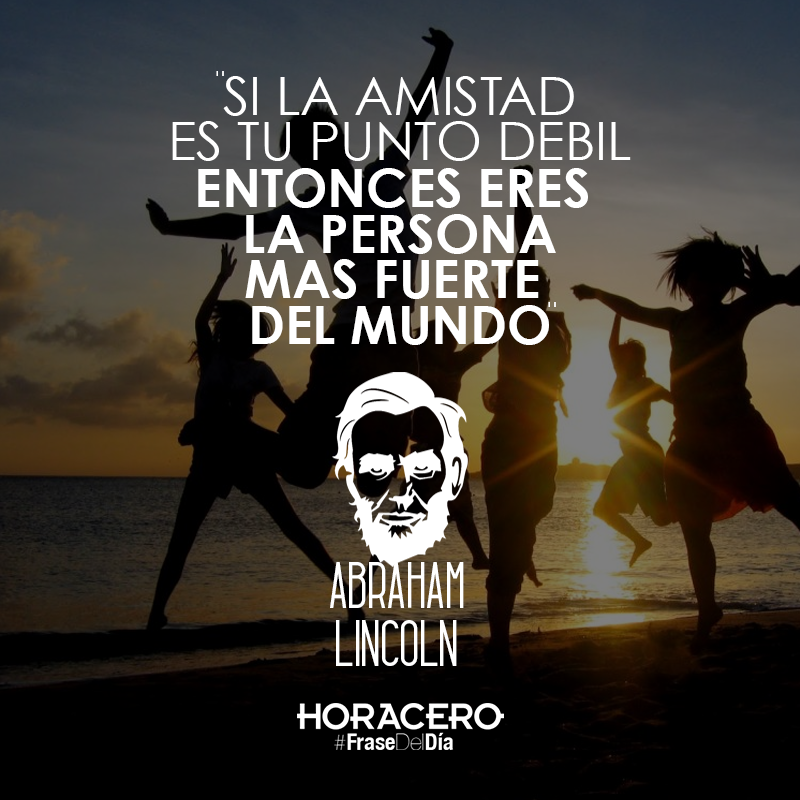 ¨SI LA AMISTAD
ES TU PUNTO DEBIL
ENTONCES ERES
LA PERSONA
MAS FUERTE
DEL MUNDO¨
ABRAHAM
LINCOLN
HORACERO
#FraseDelDía